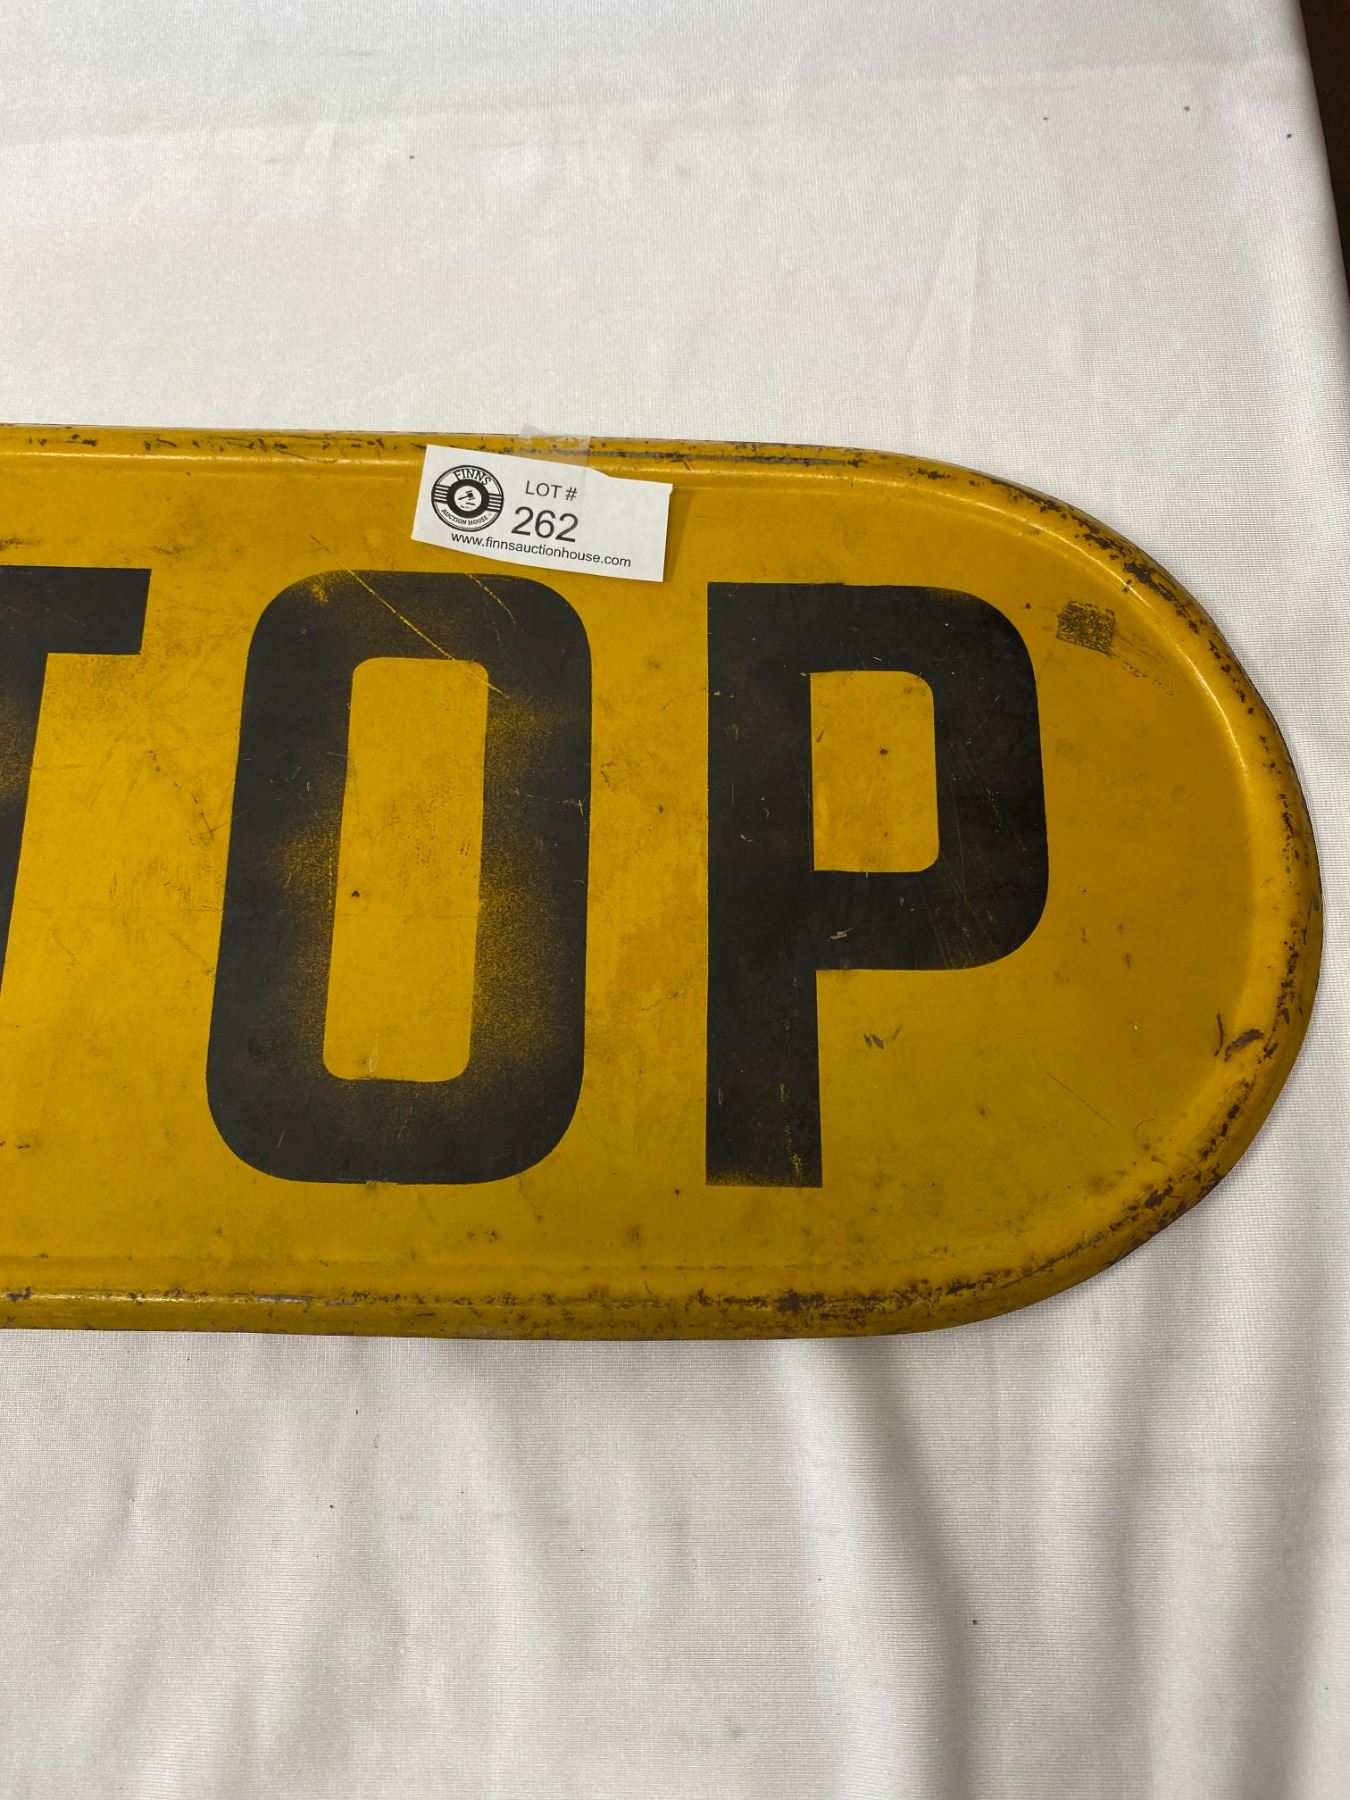 FINNS
AUCTION HOUSE
LOT #
262
www.finnsauctionhouse.com
TOP